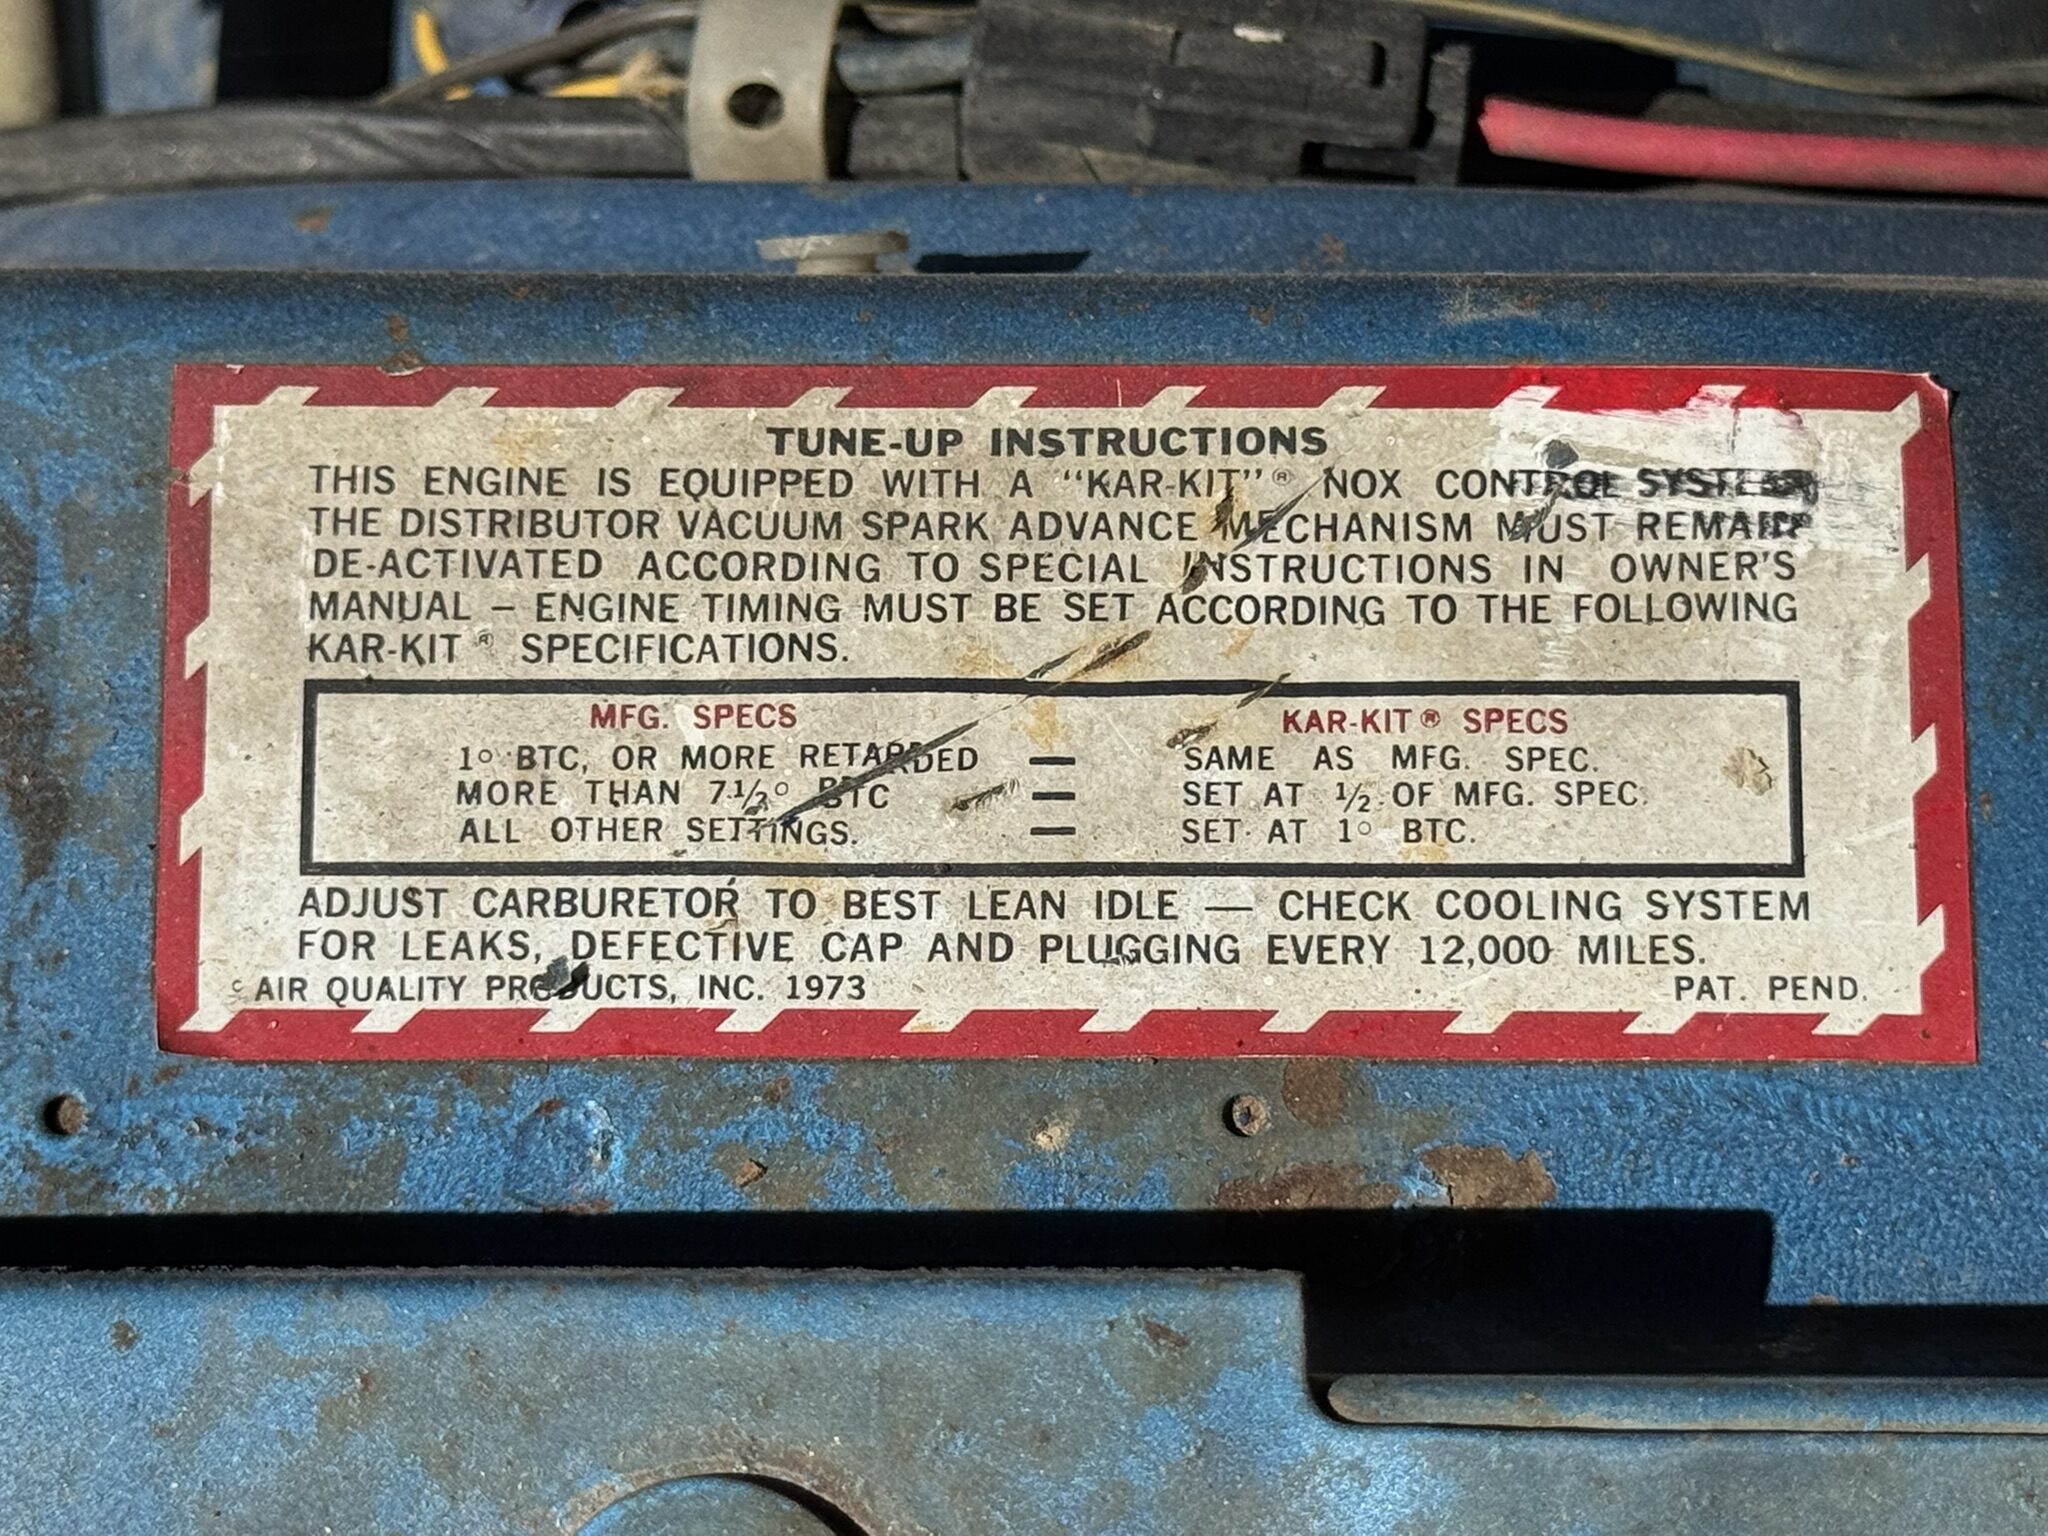 TUNE-UP INSTRUCTIONS
THIS ENGINE IS EQUIPPED WITH A "KAR-KIT"® NOX CONTROL SYSTEM
THE DISTRIBUTOR VACUUM SPARK ADVANCE MECHANISM MUST REMAIN
DE-ACTIVATED ACCORDING TO SPECIAL INSTRUCTIONS IN OWNER'S
MANUAL — ENGINE TIMING MUST BE SET ACCORDING TO THE FOLLOWING
KAR-KIT® SPECIFICATIONS.
MFG. SPECS KAR-KIT® SPECS
1° BTC, OR MORE RETARDED — SAME AS MFG. SPEC.
MORE THAN 7½° BTC — SET AT ½ OF MFG. SPEC.
ALL OTHER SETTINGS. — SET AT 1° BTC.
ADJUST CARBURETOR TO BEST LEAN IDLE — CHECK COOLING SYSTEM
FOR LEAKS, DEFECTIVE CAP AND PLUGGING EVERY 12,000 MILES.
© AIR QUALITY PRODUCTS, INC. 1973 PAT. PEND.